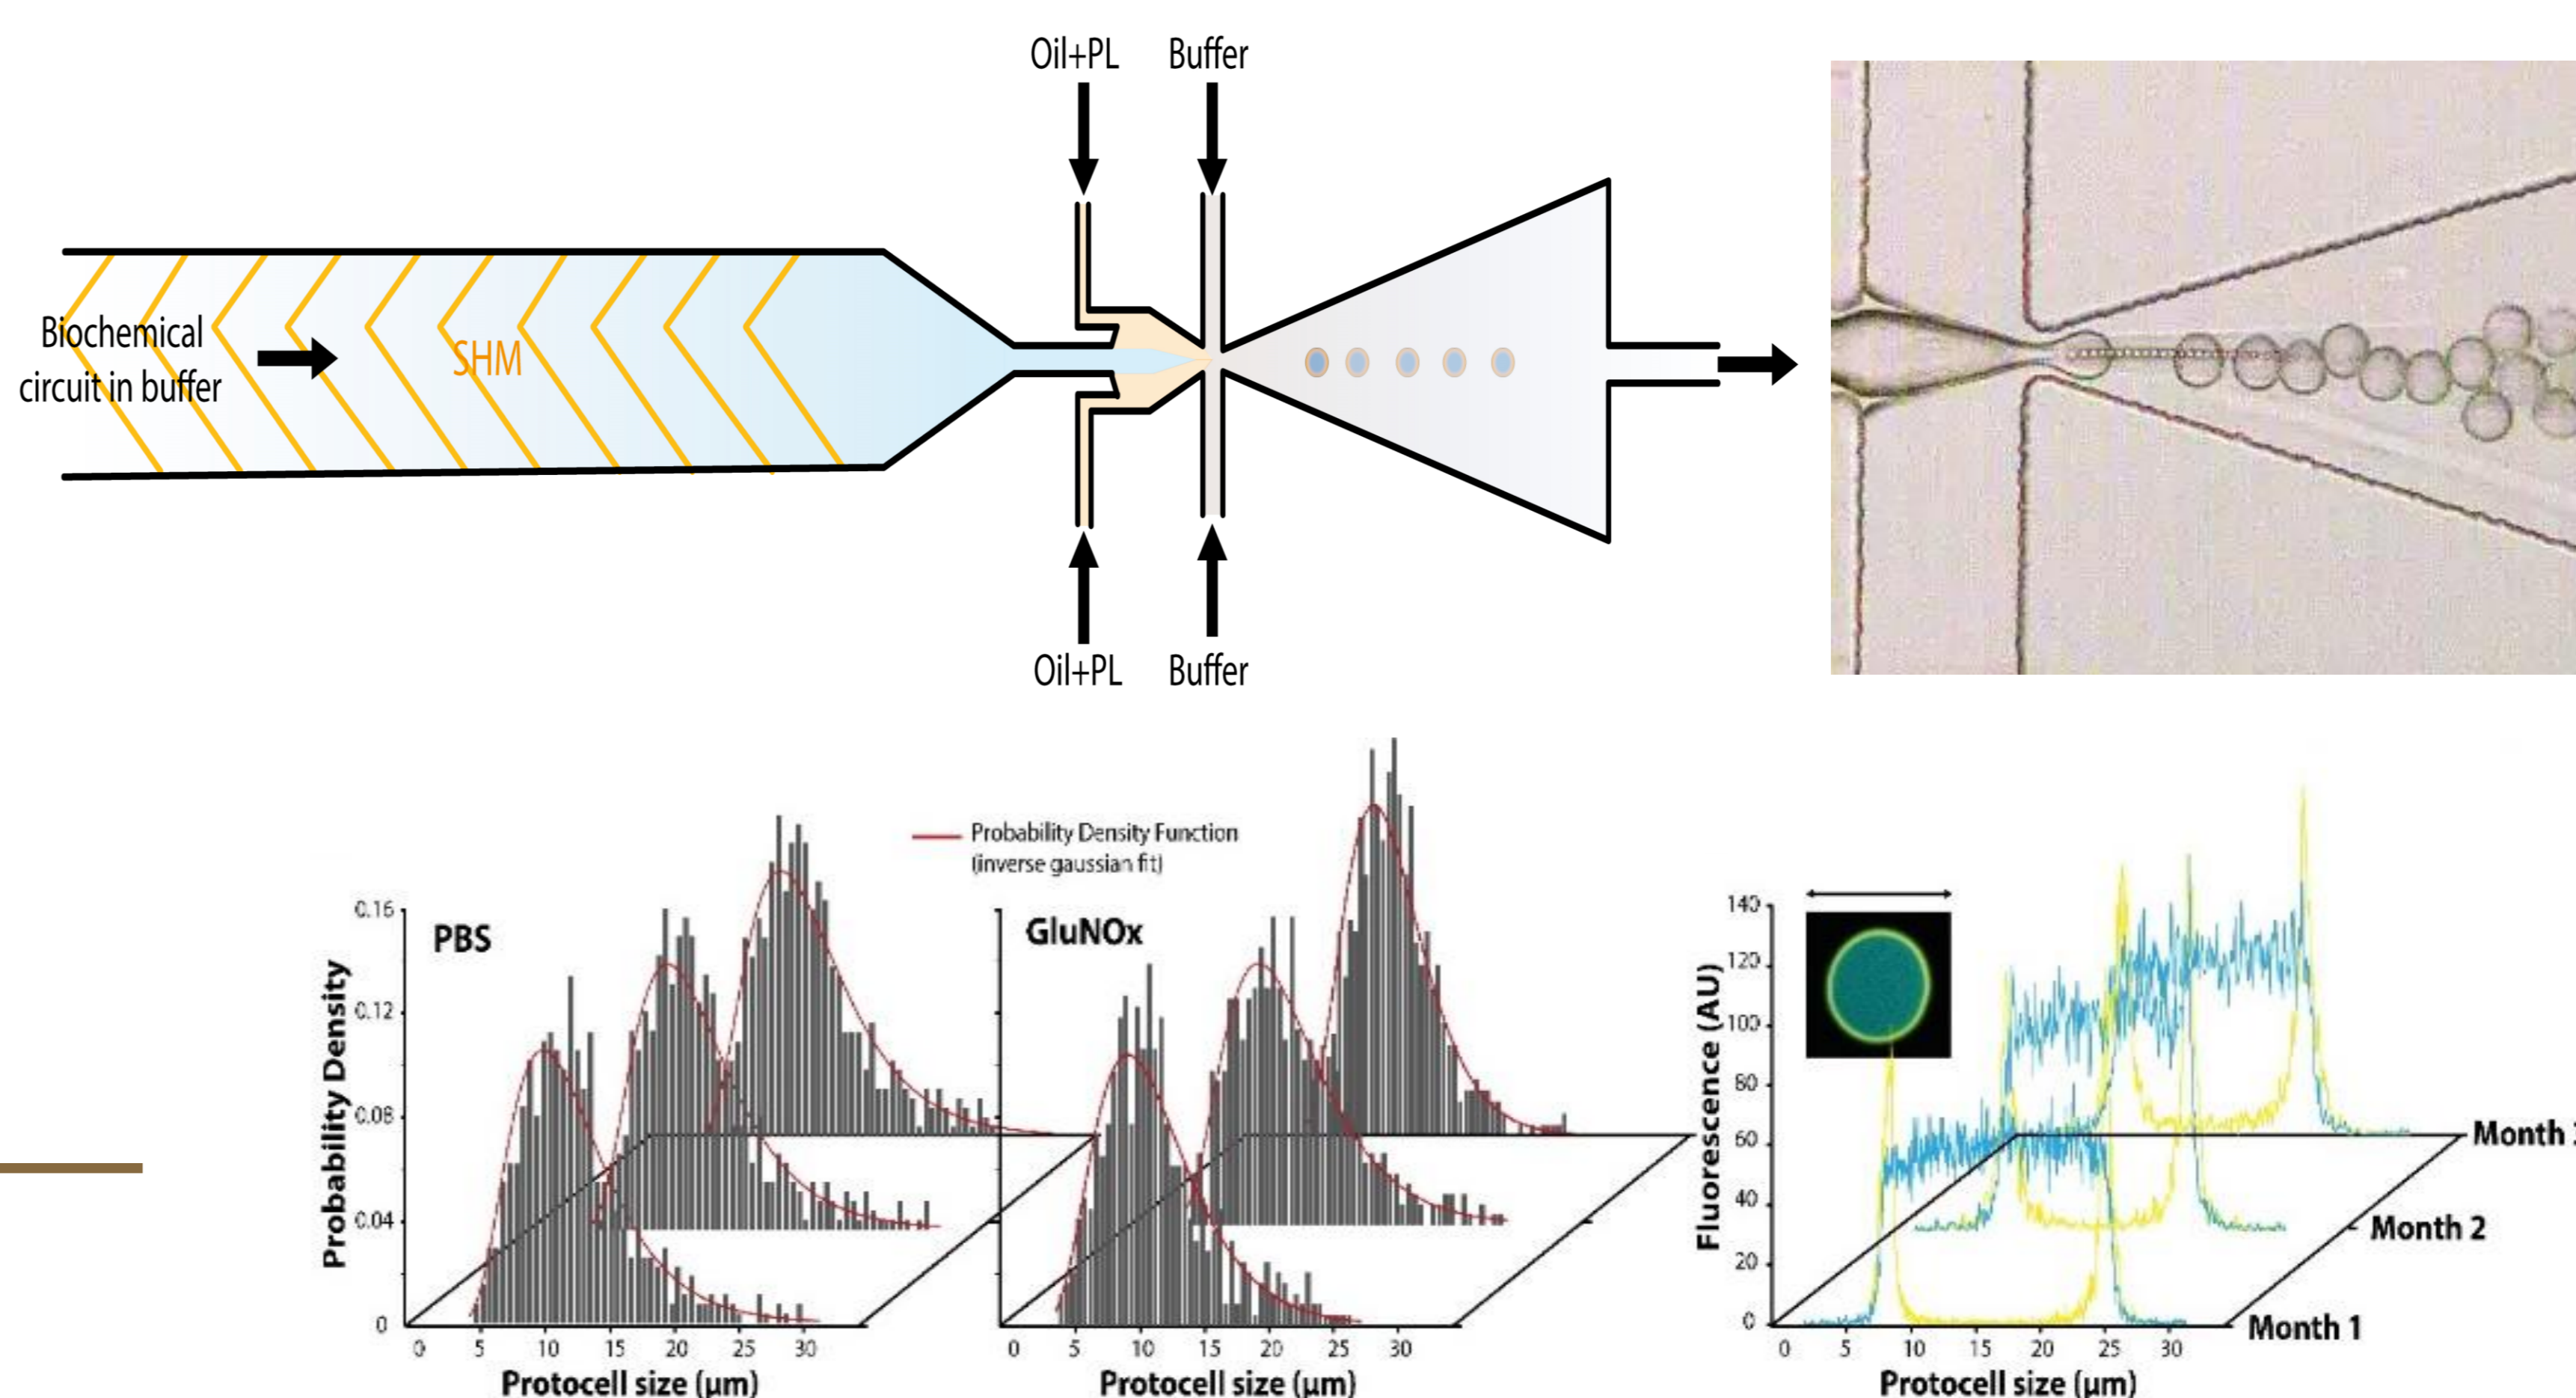 Oil+PL
Buffer
Biochemical
circuit in buffer
SHM
Oil+PL
Buffer
Probability Density Function
(inverse gaussian fit)
PBS
GluNOx
Probability Density
0.16
0.12
0.08
0.04
0
0 5 10 15 20 25 30
Protocell size (μm)
0 5 10 15 20 25 30
Protocell size (μm)
Fluorescence (AU)
140
120
100
80
60
40
20
0
0 5 10 15 20 25 30
Protocell size (μm)
Month
Month 2
Month 1